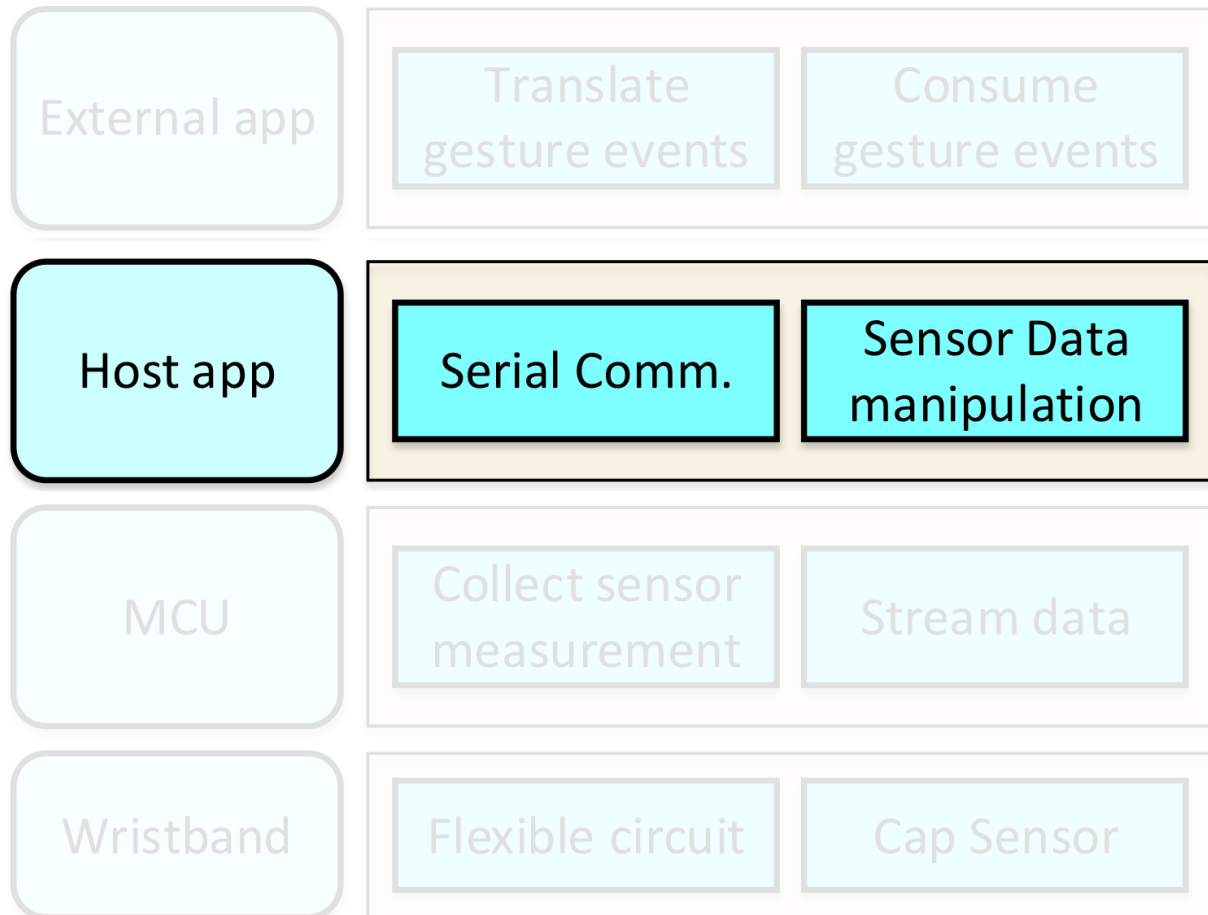 External app
Translate
gesture events
Consume
gesture events
Host app
Serial Comm.
Sensor Data
manipulation
MCU
Collect sensor
measurement
Stream data
Wristband
Flexible circuit
Cap Sensor